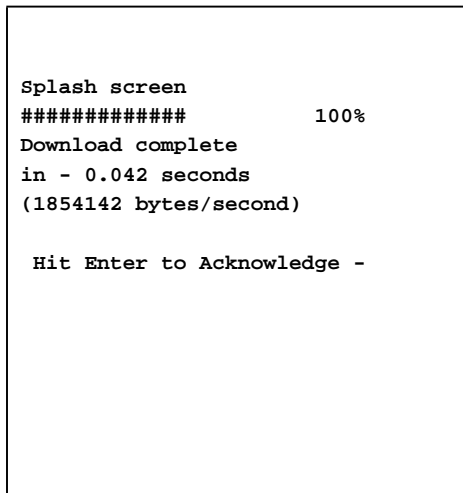 Splash screen
############# 100%
Download complete
in - 0.042 seconds
(1854142 bytes/second)
Hit Enter to Acknowledge -